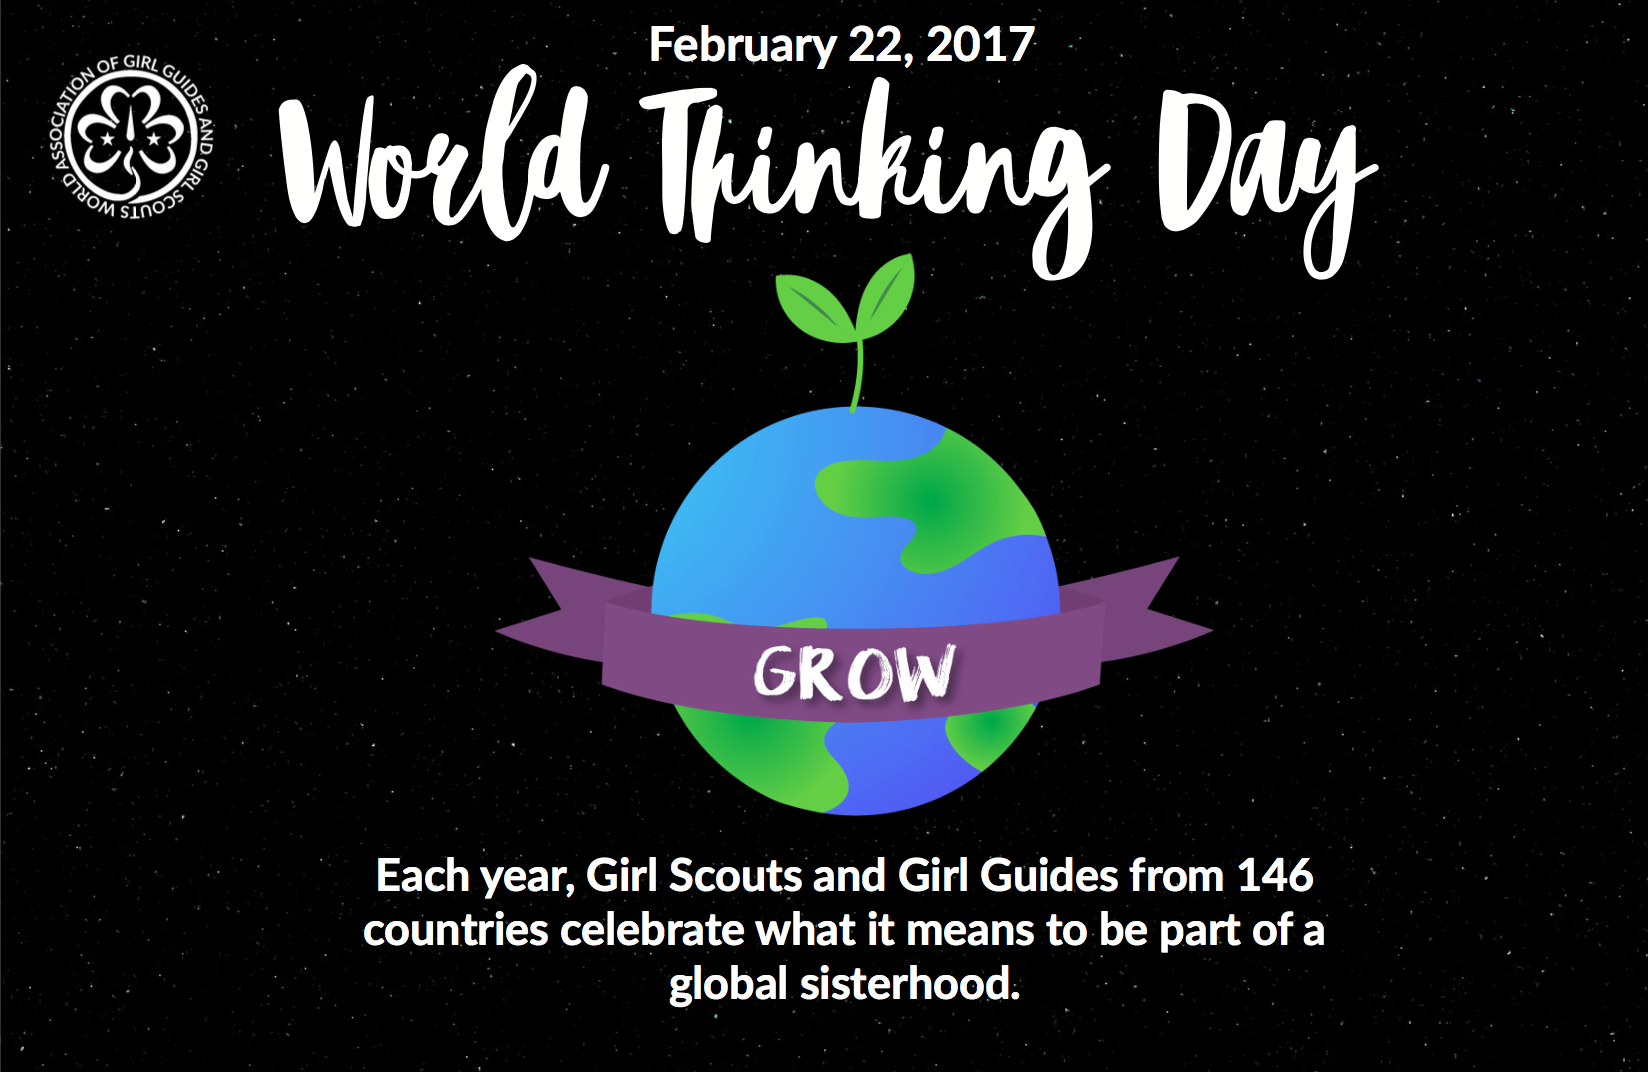 February 22, 2017
WORLD ASSOCIATION OF GIRL GUIDES AND GIRL SCOUTS
World Thinking Day
GROW
Each year, Girl Scouts and Girl Guides from 146
countries celebrate what it means to be part of a
global sisterhood.